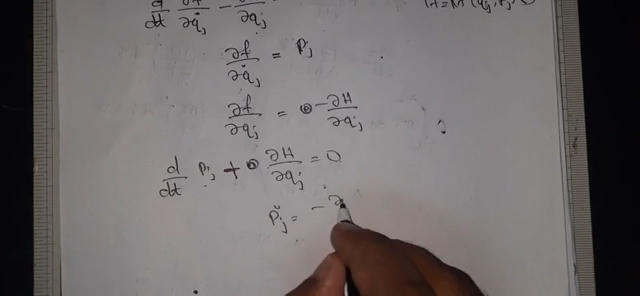 d/dt ∂f/∂q̇j - ∂f/∂qj
∂f/∂q̇j = Pj
∂f/∂qj = -∂H/∂qj
d/dt Pj + ∂H/∂qj = 0
Ṗj = -∂